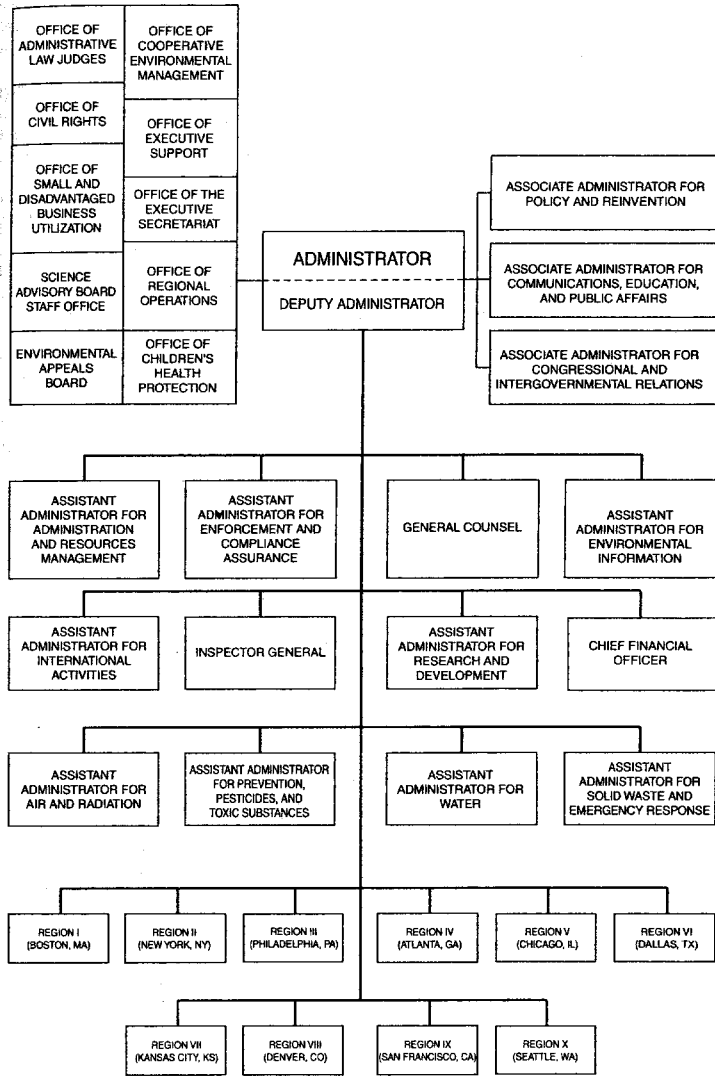 OFFICE OF
ADMINISTRATIVE
LAW JUDGES
OFFICE OF
CIVIL RIGHTS
OFFICE OF
SMALL AND
DISADVANTAGED
BUSINESS
UTILIZATION
SCIENCE
ADVISORY BOARD
STAFF OFFICE
ENVIRONMENTAL
APPEALS
BOARD
OFFICE OF
COOPERATIVE
ENVIRONMENTAL
MANAGEMENT
OFFICE OF
EXECUTIVE
SUPPORT
OFFICE OF THE
EXECUTIVE
SECRETARIAT
OFFICE OF
REGIONAL
OPERATIONS
OFFICE OF
CHILDREN'S
HEALTH
PROTECTION
ADMINISTRATOR
DEPUTY ADMINISTRATOR
ASSOCIATE ADMINISTRATOR FOR
POLICY AND REINVENTION
ASSOCIATE ADMINISTRATOR FOR
COMMUNICATIONS, EDUCATION,
AND PUBLIC AFFAIRS
ASSOCIATE ADMINISTRATOR FOR
CONGRESSIONAL AND
INTERGOVERNMENTAL RELATIONS
ASSISTANT
ADMINISTRATOR FOR
ADMINISTRATION
AND RESOURCES
MANAGEMENT
ASSISTANT
ADMINISTRATOR FOR
ENFORCEMENT AND
COMPLIANCE
ASSURANCE
GENERAL COUNSEL
ASSISTANT
ADMINISTRATOR FOR
ENVIRONMENTAL
INFORMATION
ASSISTANT
ADMINISTRATOR FOR
INTERNATIONAL
ACTIVITIES
INSPECTOR GENERAL
ASSISTANT
ADMINISTRATOR FOR
RESEARCH AND
DEVELOPMENT
CHIEF FINANCIAL
OFFICER
ASSISTANT
ADMINISTRATOR FOR
AIR AND RADIATION
ASSISTANT ADMINISTRATOR
FOR PREVENTION,
PESTICIDES, AND
TOXIC SUBSTANCES
ASSISTANT
ADMINISTRATOR FOR
WATER
ASSISTANT
ADMINISTRATOR FOR
SOLID WASTE AND
EMERGENCY RESPONSE
REGION I
(BOSTON, MA)
REGION II
(NEW YORK, NY)
REGION III
(PHILADELPHIA, PA)
REGION IV
(ATLANTA, GA)
REGION V
(CHICAGO, IL)
REGION VI
(DALLAS, TX)
REGION VII
(KANSAS CITY, KS)
REGION VIII
(DENVER, CO)
REGION IX
(SAN FRANCISCO, CA)
REGION X
(SEATTLE, WA)